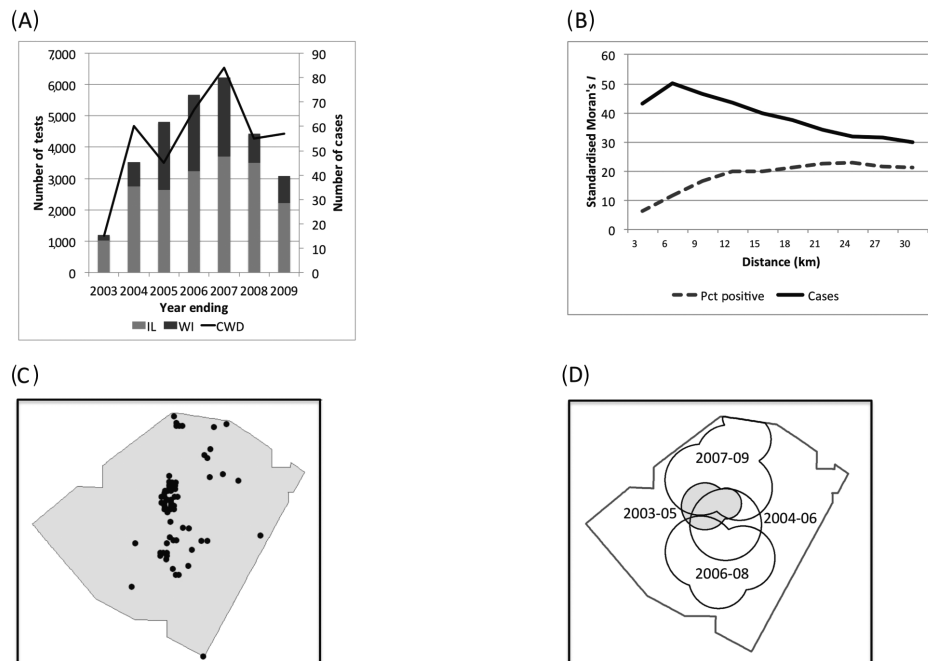 (A)
7,000
6,000
5,000
4,000
3,000
2,000
1,000
0
Number of tests
90
80
70
60
50
40
30
20
10
0
Number of cases
2003 2004 2005 2006 2007 2008 2009
Year ending
IL WI CWD
(B)
60
50
40
30
20
10
0
Standardised Moran's I
3 6 9 12 15 18 21 24 27 30
Distance (km)
Pct positive Cases
(C)
(D)
2007-09
2003-05 2004-06
2006-08